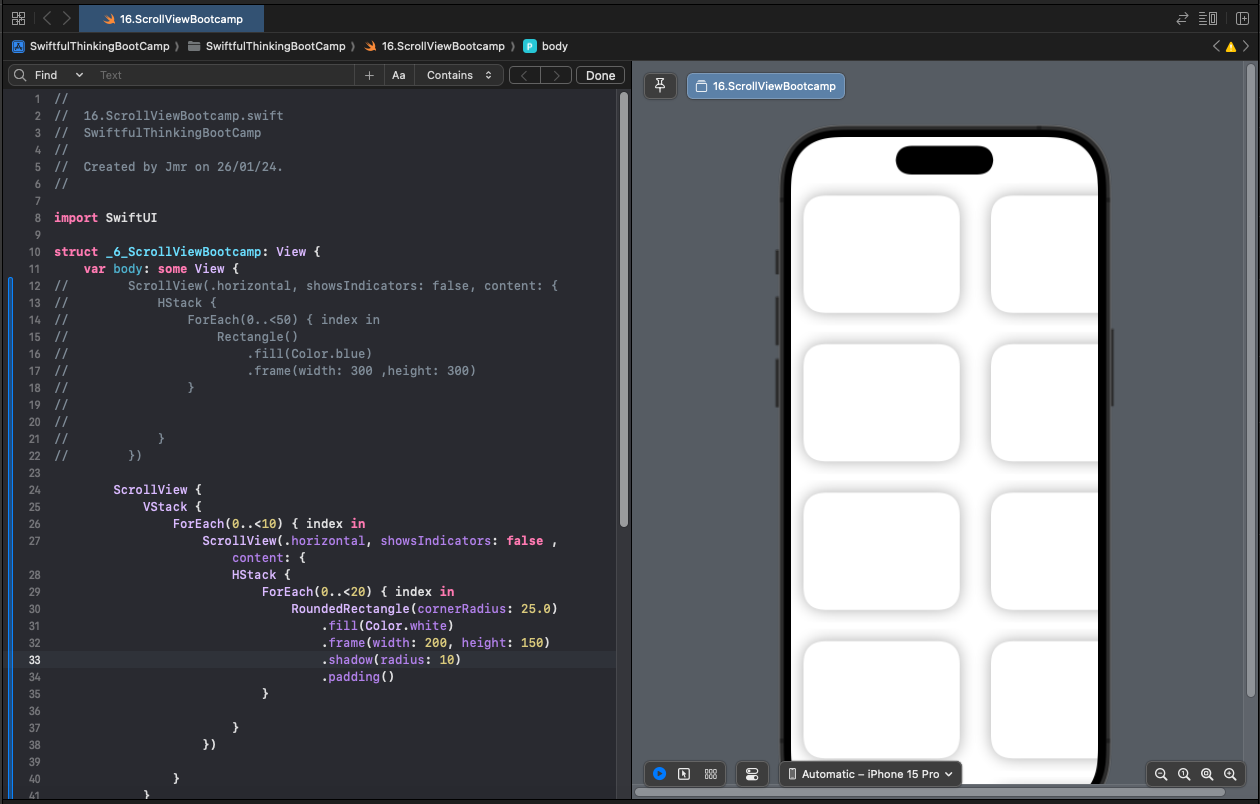 16.ScrollViewBootcamp
SwiftfulThinkingBootCamp 〉 SwiftfulThinkingBootCamp 〉 16.ScrollViewBootcamp 〉 P body
Find Text + Aa Contains Done
16.ScrollViewBootcamp
1 //
2 //  16.ScrollViewBootcamp.swift
3 //  SwiftfulThinkingBootCamp
4 //
5 //  Created by Jmr on 26/01/24.
6 //
7
8 import SwiftUI
9
10 struct _6_ScrollViewBootcamp: View {
11     var body: some View {
12 //        ScrollView(.horizontal, showsIndicators: false, content: {
13 //            HStack {
14 //                ForEach(0..<50) { index in
15 //                    Rectangle()
16 //                        .fill(Color.blue)
17 //                        .frame(width: 300 ,height: 300)
18 //                }
19 //
20 //
21 //            }
22 //        })
23
24         ScrollView {
25             VStack {
26                 ForEach(0..<10) { index in
27                     ScrollView(.horizontal, showsIndicators: false ,
                        content: {
28                         HStack {
29                             ForEach(0..<20) { index in
30                                 RoundedRectangle(cornerRadius: 25.0)
31                                     .fill(Color.white)
32                                     .frame(width: 200, height: 150)
33                                     .shadow(radius: 10)
34                                     .padding()
35                             }
36
37                         }
38                     })
39
40                 }
41             }
Automatic – iPhone 15 Pro